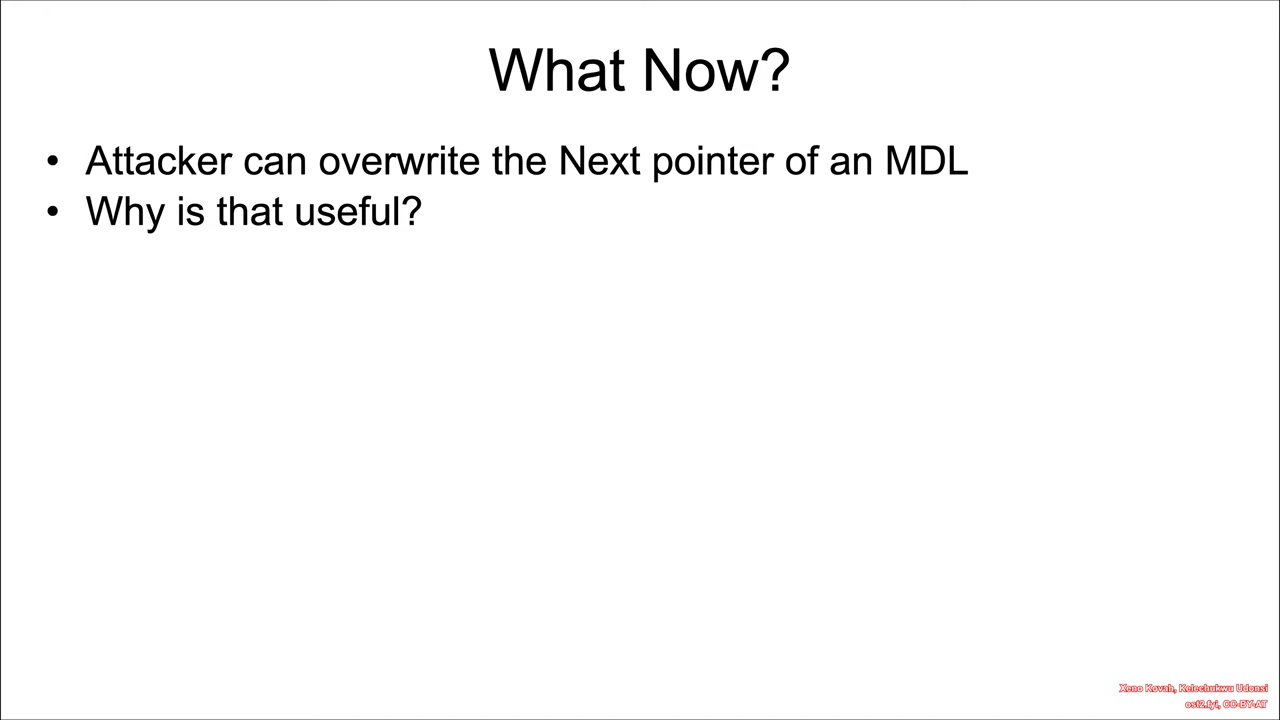 What Now?
• Attacker can overwrite the Next pointer of an MDL
• Why is that useful?
Xeno Kovah, Kelechukwu Udonsi
ost2.fyi, CC-BY-AT